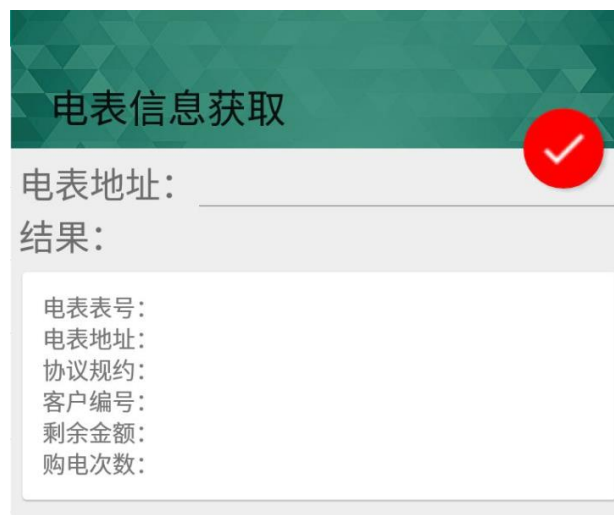 电表信息获取
电表地址：
结果：
电表表号：
电表地址：
协议规约：
客户编号：
剩余金额：
购电次数：